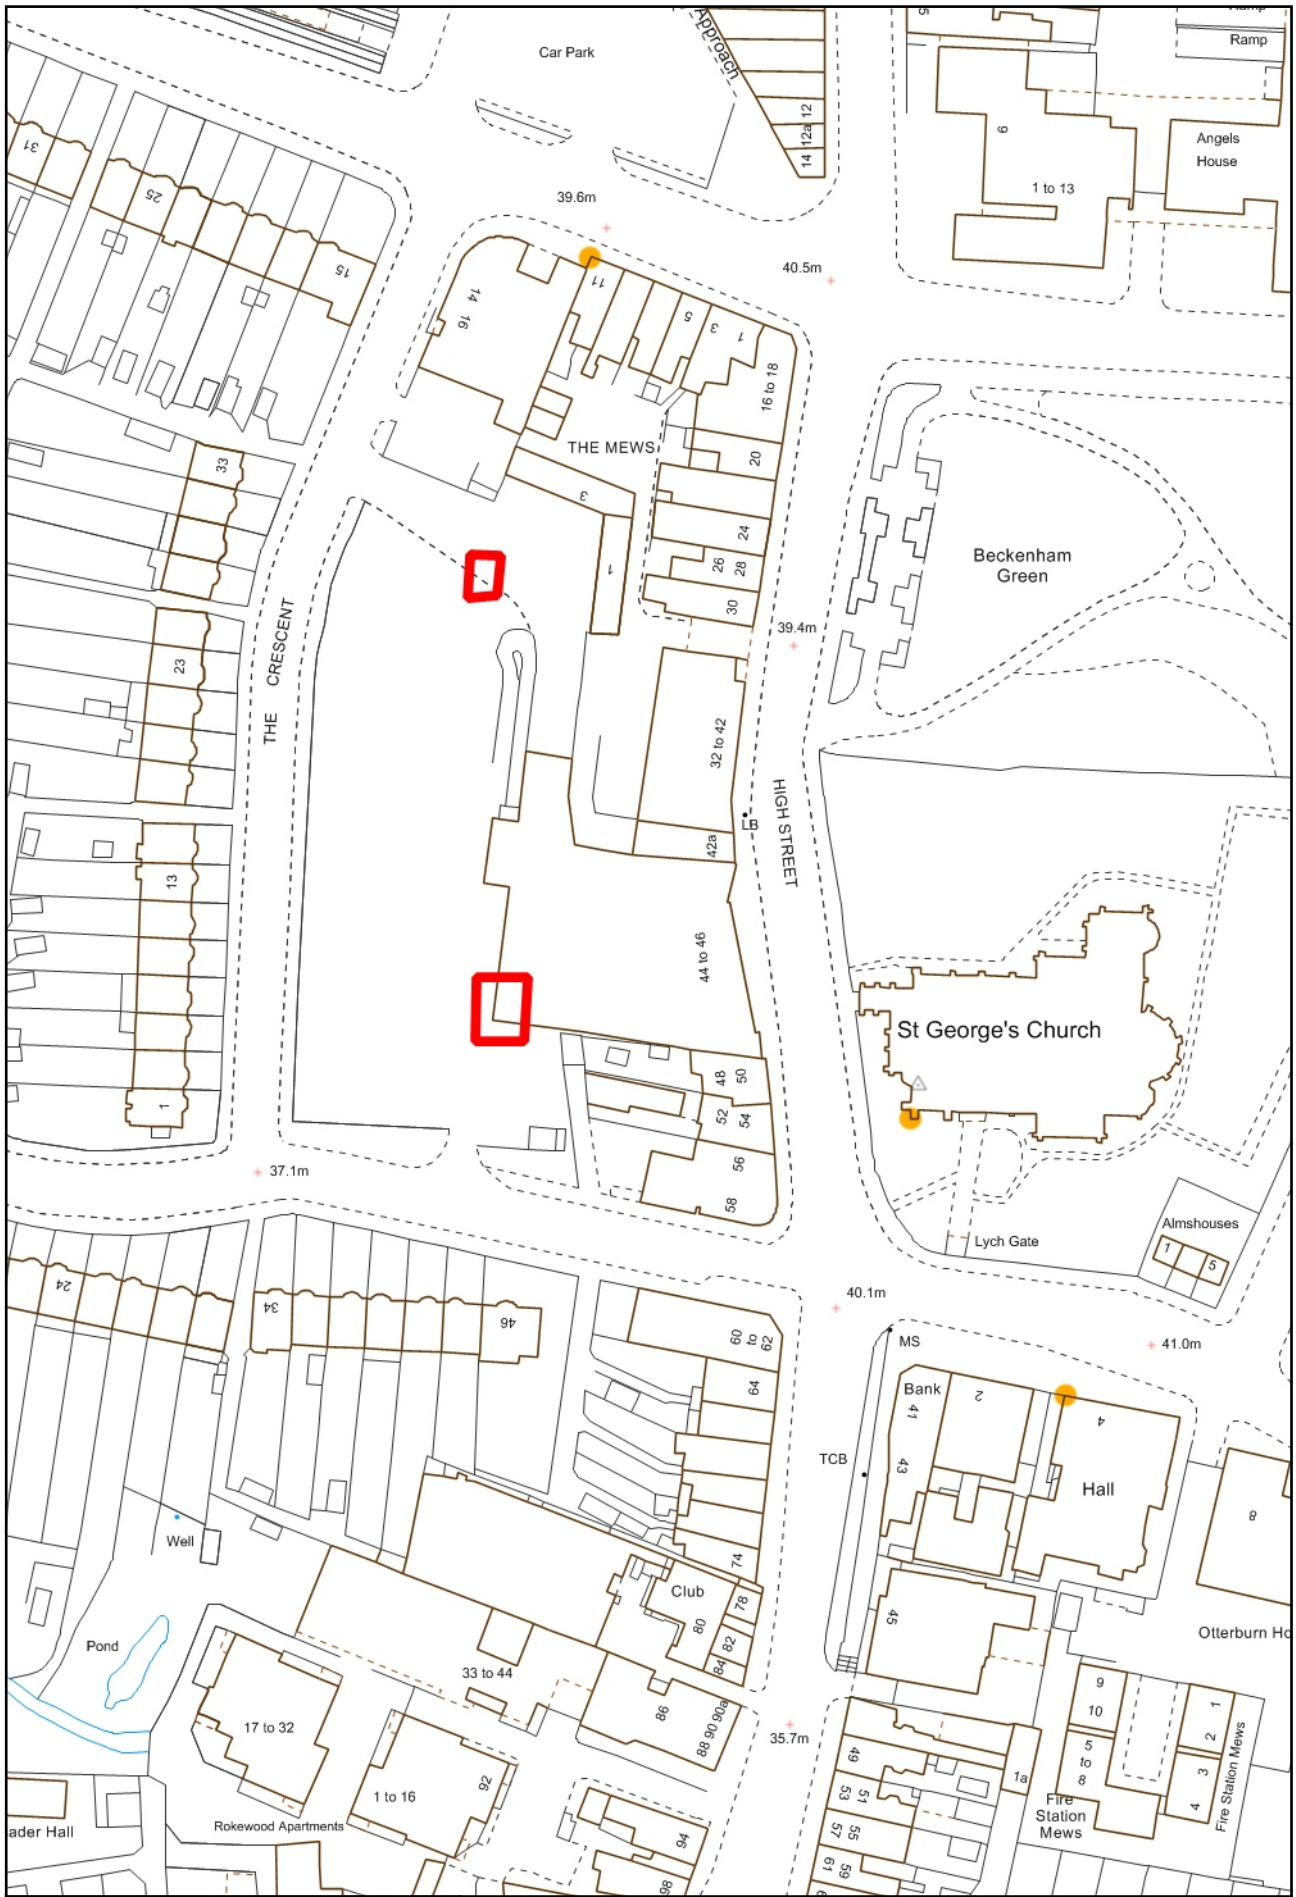 Car Park
Approach
12
12a
14
5
Ramp
Ramp
6
1 to 13
Angels
House
31
25
15
39.6m
40.5m
14
16
11
5
3
1
16 to 18
THE MEWS
20
3
24
26
28
30
1
33
23
13
1
THE CRESCENT
Beckenham
Green
39.4m
32 to 42
LB
42a
HIGH STREET
44 to 46
St George's Church
48
50
52
54
56
58
37.1m
Lych Gate
Almshouses
1
5
40.1m
41.0m
MS
24
34
46
60
to
62
64
74
Bank
41
43
2
4
TCB
Hall
8
Well
Club
78
80
82
84
45
Pond
Otterburn Ho
33 to 44
17 to 32
86
88 90 90a
35.7m
9
10
5
to
8
1
2
3
4
Fire Station Mews
1 to 16
92
49
51
53
55
57
59
61
1a
Fire
Station
Mews
ader Hall
Rokewood Apartments
94
98